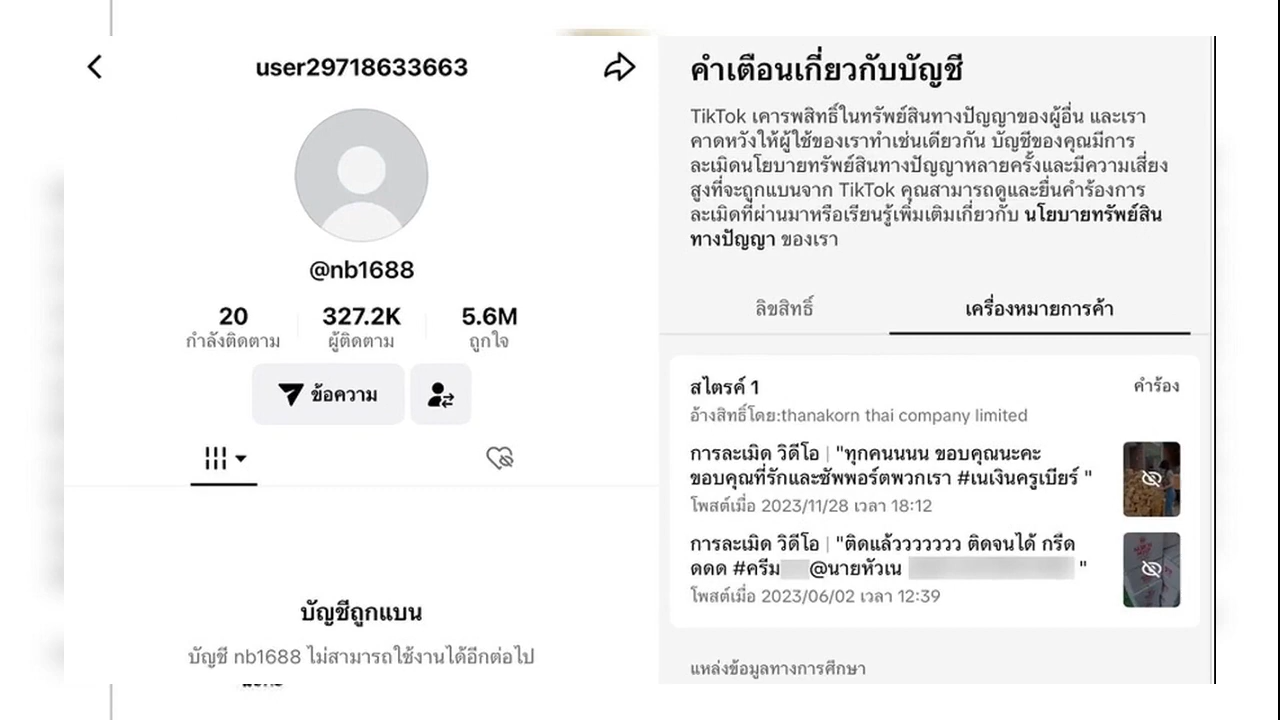 user29718633663
@nb1688
20 327.2K 5.6M
กำลังติดตาม ผู้ติดตาม ถูกใจ
ข้อความ
บัญชีถูกแบน
บัญชี nb1688 ไม่สามารถใช้งานได้อีกต่อไป
คำเตือนเกี่ยวกับบัญชี
TikTok เคารพสิทธิ์ในทรัพย์สินทางปัญญาของผู้อื่น และเรา
คาดหวังให้ผู้ใช้ของเราทำเช่นเดียวกัน บัญชีของคุณมีการ
ละเมิดนโยบายทรัพย์สินทางปัญญาหลายครั้งและมีความเสี่ยง
สูงที่จะถูกแบนจาก TikTok คุณสามารถดูและยื่นคำร้องการ
ละเมิดที่ผ่านมาหรือเรียนรู้เพิ่มเติมเกี่ยวกับ นโยบายทรัพย์สิน
ทางปัญญา ของเรา
ลิขสิทธิ์ เครื่องหมายการค้า
สไตรค์ 1 คำร้อง
อ้างสิทธิ์โดย:thanakorn thai company limited
การละเมิด วิดีโอ | "ทุกคนนนน ขอบคุณนะคะ
ขอบคุณที่รักและซัพพอร์ตพวกเรา #เนเงินครูเบียร์ "
โพสต์เมื่อ 2023/11/28 เวลา 18:12
การละเมิด วิดีโอ | "ติดแล้ววววววว ติดจนได้ กรีด
ดดด #ครีม @นายหัวเน "
โพสต์เมื่อ 2023/06/02 เวลา 12:39
แหล่งข้อมูลทางการศึกษา